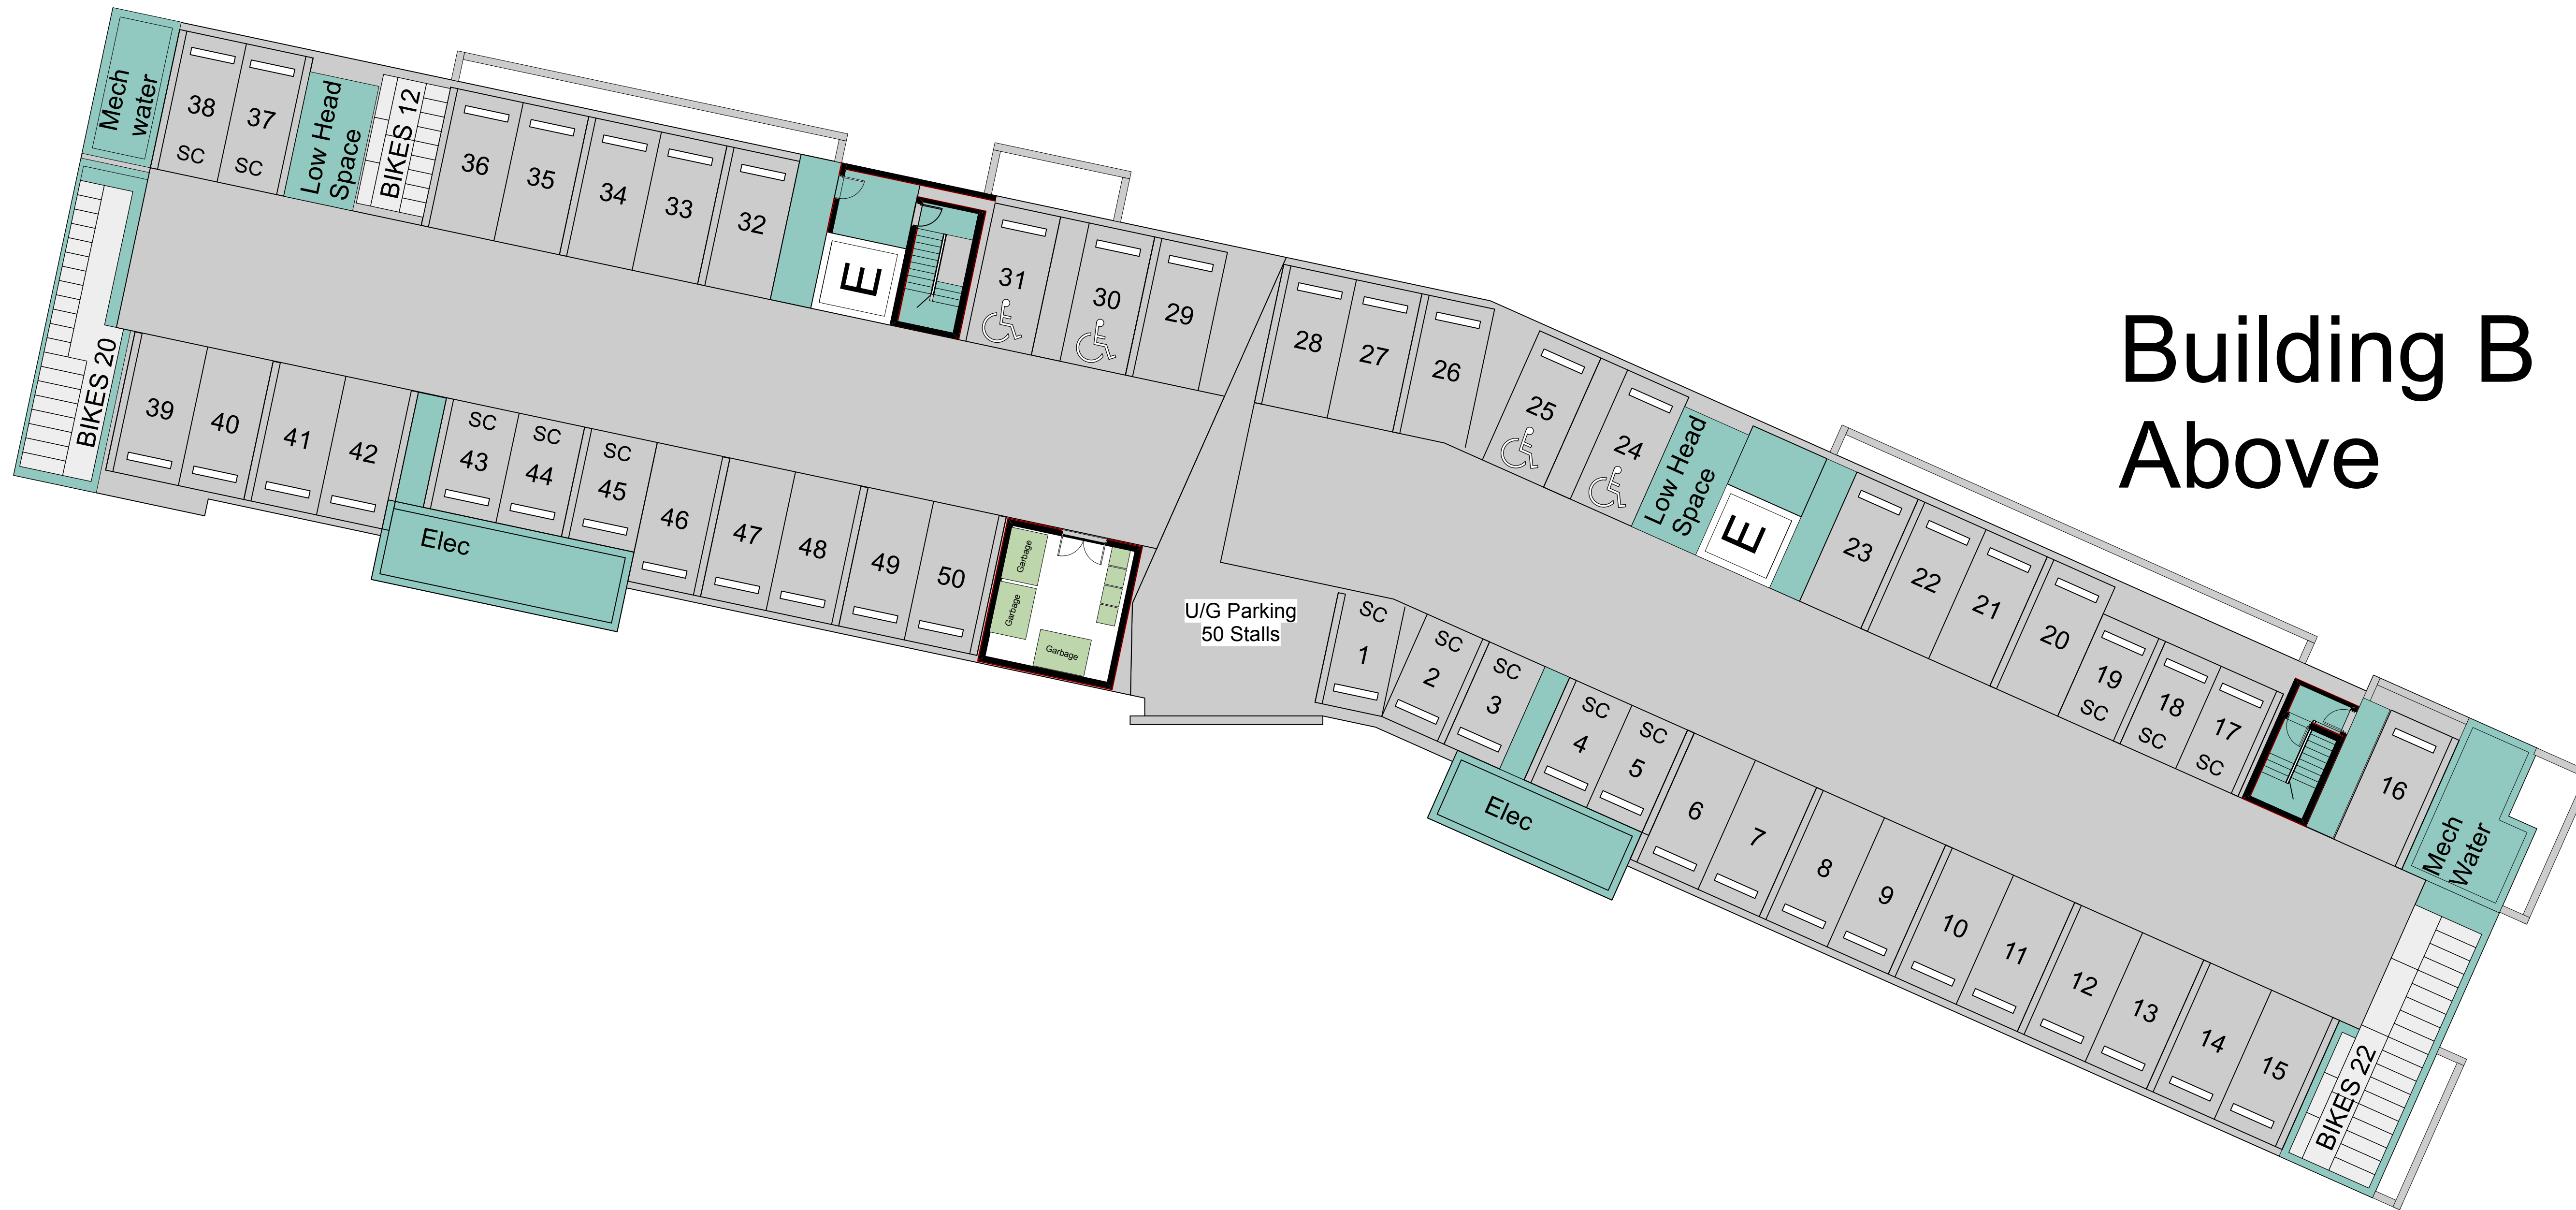 Mech
water
38
SC
37
SC
Low Head
Space
BIKES 12
36
35
34
33
32
E
31
30
29
28
27
26
25
24
Low Head
Space
E
23
22
21
20
19
SC
18
SC
17
SC
16
Mech
Water
Building B
Above
BIKES 20
39
40
41
42
SC
43
SC
44
SC
45
46
47
48
49
50
Elec
Garbage
Garbage
Garbage
U/G Parking
50 Stalls
SC
1
SC
2
SC
3
SC
4
SC
5
Elec
6
7
8
9
10
11
12
13
14
15
BIKES 22